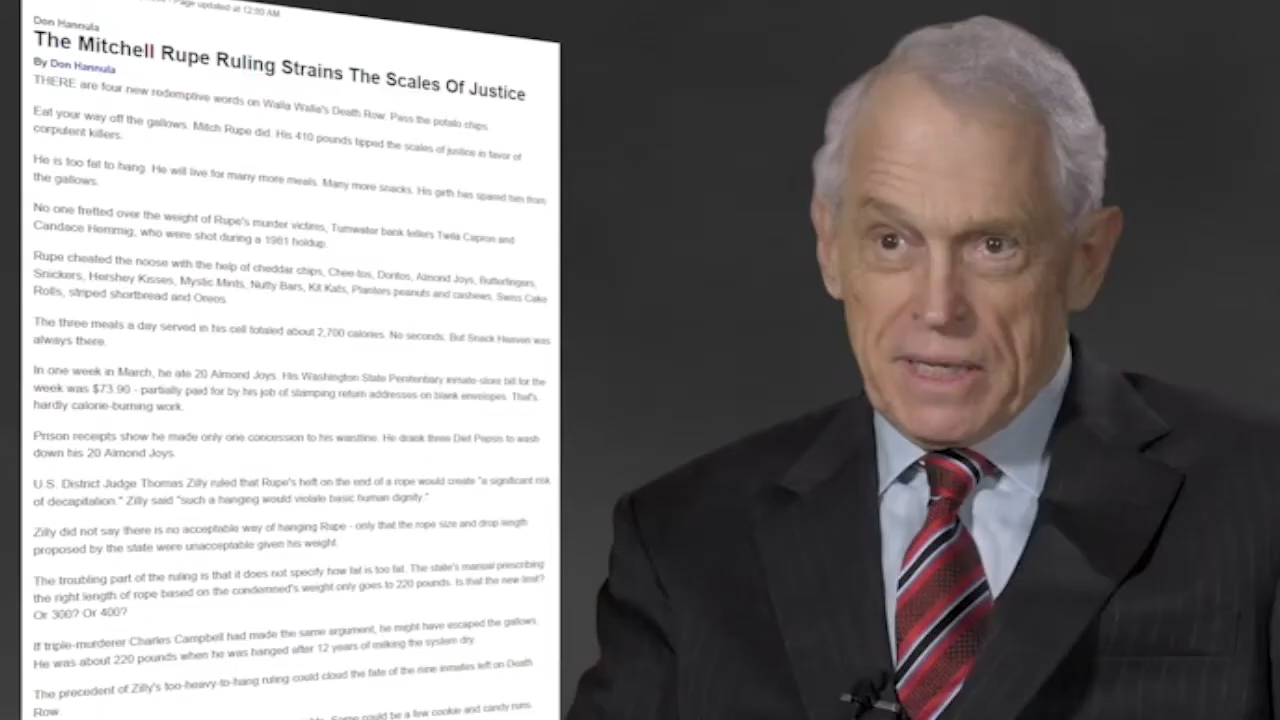 Page updated at 12:00 AM
Don Hannula
The Mitchell Rupe Ruling Strains The Scales Of Justice
By Don Hannula
THERE are four new redemptive words on Walla Walla's Death Row: Pass the potato chips.
Eat your way off the gallows. Mitch Rupe did. His 410 pounds tipped the scales of justice in favor of
corpulent killers.
He is too fat to hang. He will live for many more meals. Many more snacks. His girth has spared him from
the gallows.
No one fretted over the weight of Rupe's murder victims, Tumwater bank tellers Twila Capron and
Candace Hemmig, who were shot during a 1981 holdup.
Rupe cheated the noose with the help of cheddar chips, Chee-tos, Doritos, Almond Joys, Butterfingers,
Snickers, Hershey Kisses, Mystic Mints, Nutty Bars, Kit Kats, Planters peanuts and cashews, Swiss Cake
Rolls, striped shortbread and Oreos.
The three meals a day served in his cell totaled about 2,700 calories. No seconds. But Snack Heaven was
always there.
In one week in March, he ate 20 Almond Joys. His Washington State Penitentiary inmate-store bill for the
week was $73.90 - partially paid for by his job of stamping return addresses on blank envelopes. That's
hardly calorie-burning work.
Prison receipts show he made only one concession to his waistline. He drank three Diet Pepsis to wash
down his 20 Almond Joys.
U.S. District Judge Thomas Zilly ruled that Rupe's heft on the end of a rope would create "a significant risk
of decapitation." Zilly said "such a hanging would violate basic human dignity."
Zilly did not say there is no acceptable way of hanging Rupe - only that the rope size and drop length
proposed by the state were unacceptable given his weight.
The troubling part of the ruling is that it does not specify how fat is too fat. The state's manual prescribing
the right length of rope based on the condemned's weight only goes to 220 pounds. Is that the new limit?
Or 300? Or 400?
If triple-murderer Charles Campbell had made the same argument, he might have escaped the gallows.
He was about 220 pounds when he was hanged after 12 years of milking the system dry.
The precedent of Zilly's too-heavy-to-hang ruling could cloud the fate of the nine inmates left on Death
Row.
Some could be a few cookie and candy runs